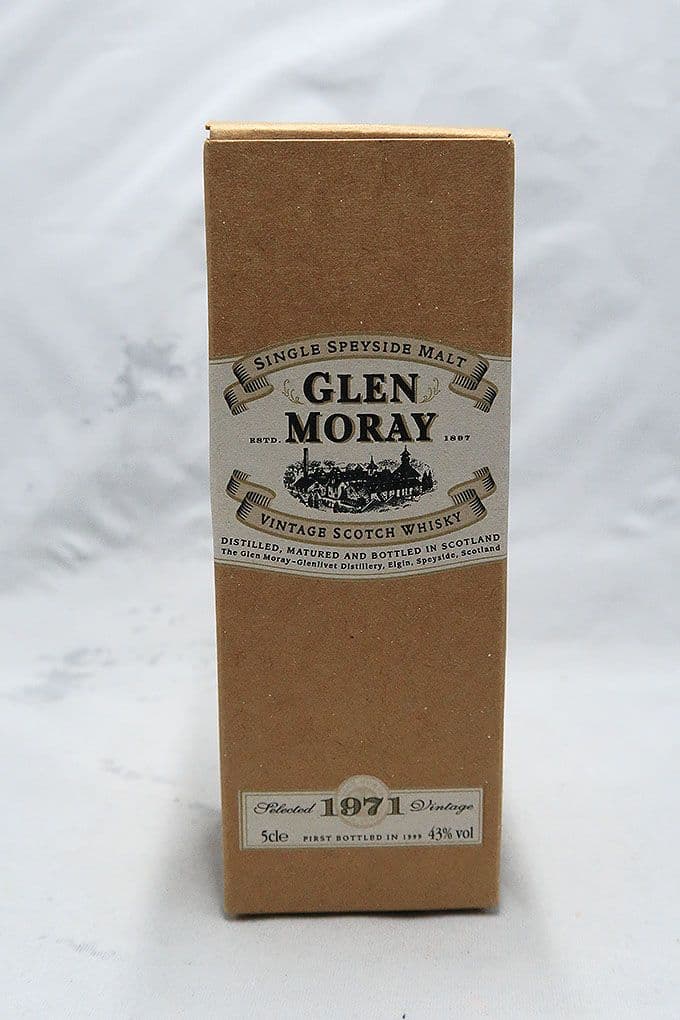 SINGLE SPEYSIDE MALT
GLEN
ESTD. MORAY 1897
VINTAGE SCOTCH WHISKY
DISTILLED, MATURED AND BOTTLED IN SCOTLAND
The Glen Moray-Glenlivet Distillery, Elgin, Speyside, Scotland
Selected 1971 Vintage
5cle FIRST BOTTLED IN 1999 43% vol